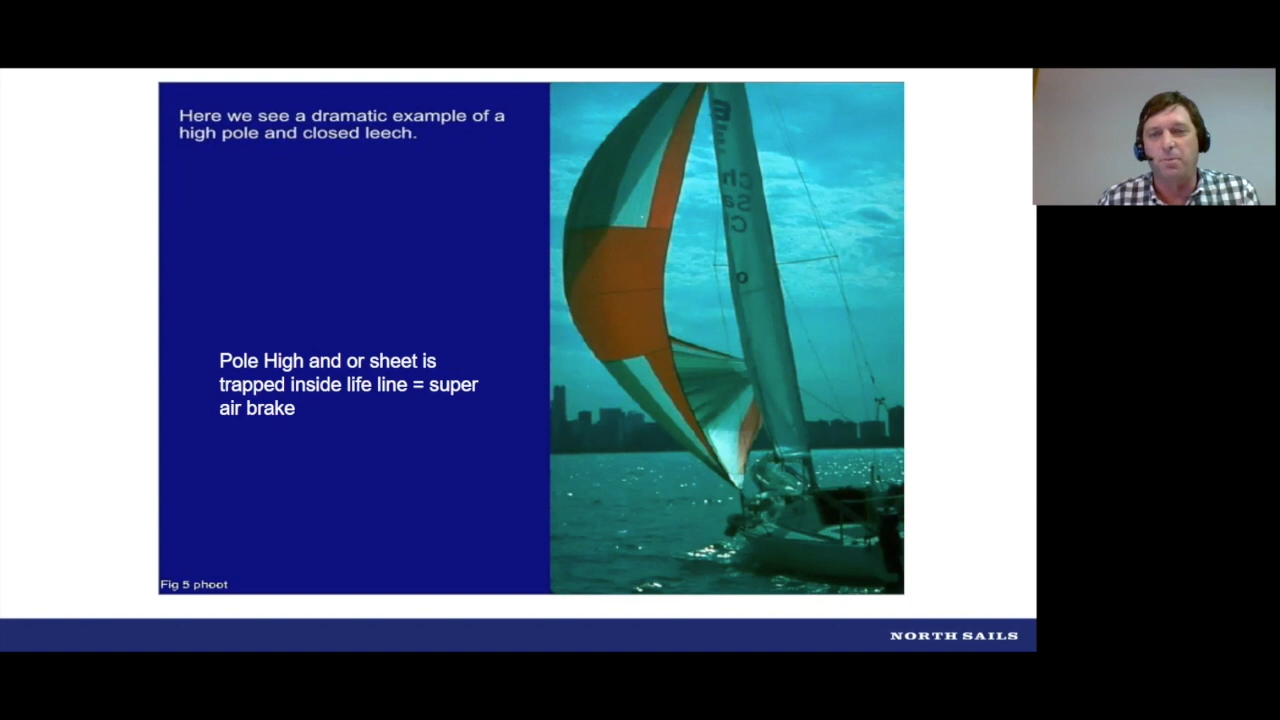 Here we see a dramatic example of a
high pole and closed leech.
Pole High and or sheet is
trapped inside life line = super
air brake
Fig 5 phoot
NORTH SAILS